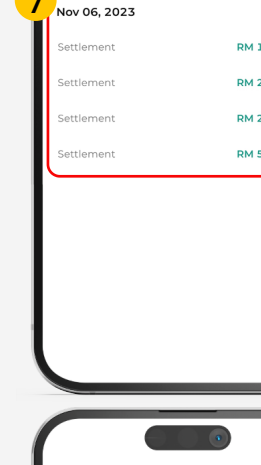 7
Nov 06, 2023
Settlement RM 1
Settlement RM 2
Settlement RM 2
Settlement RM 5